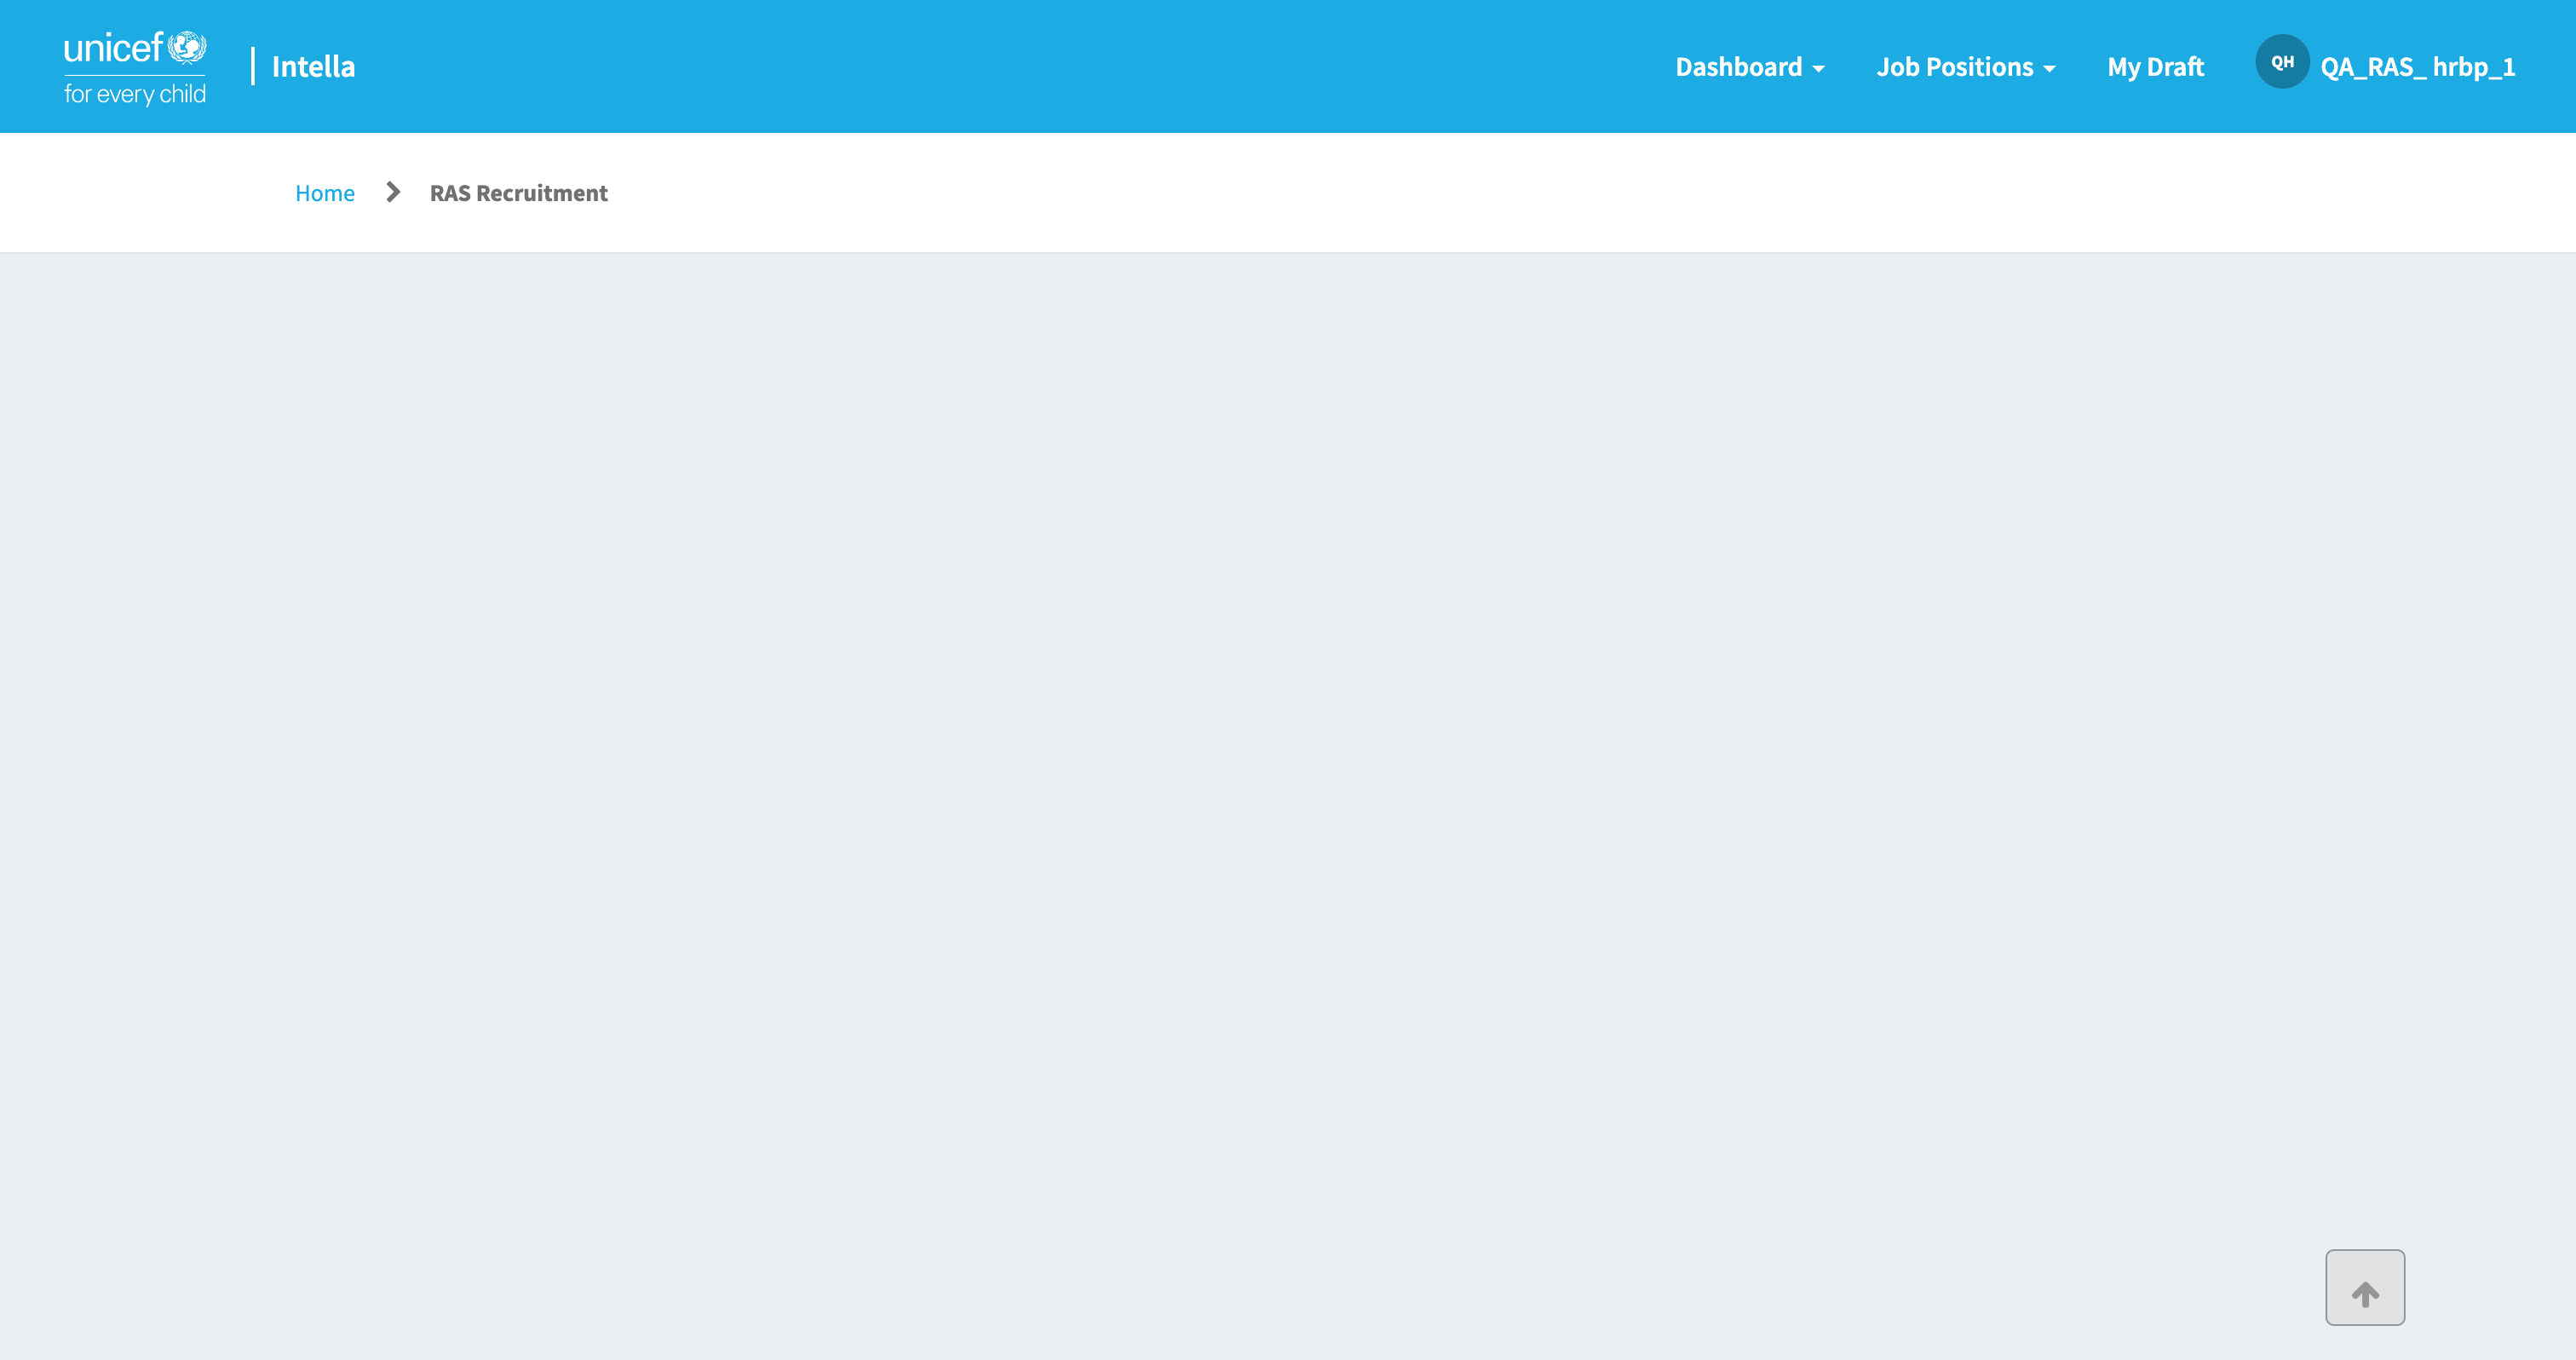 unicef
for every child
Intella
Dashboard
Job Positions
My Draft
QH
QA_RAS_ hrbp_1
Home
RAS Recruitment